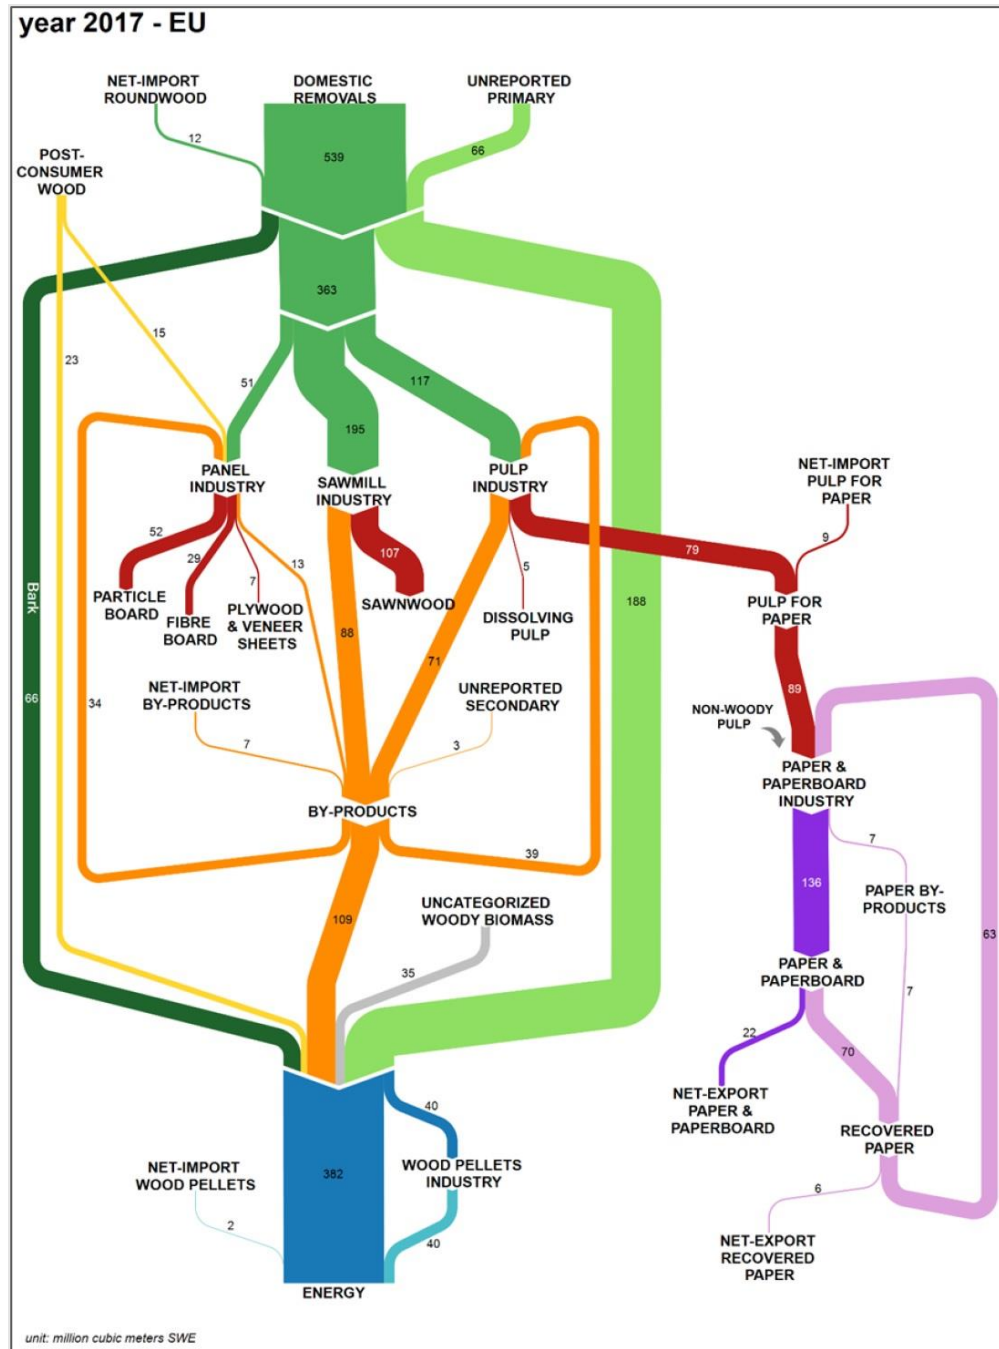 year 2017 - EU
NET-IMPORT
ROUNDWOOD
DOMESTIC
REMOVALS
UNREPORTED
PRIMARY
12
539
66
POST-
CONSUMER
WOOD
363
15
23
51
117
195
PANEL
INDUSTRY
SAWMILL
INDUSTRY
PULP
INDUSTRY
NET-IMPORT
PULP FOR
PAPER
52
29
7
13
107
5
79
9
Bark
PARTICLE
BOARD
FIBRE
BOARD
PLYWOOD
& VENEER
SHEETS
SAWNWOOD
DISSOLVING
PULP
188
PULP FOR
PAPER
88
71
66
34
NET-IMPORT
BY-PRODUCTS
UNREPORTED
SECONDARY
7
3
89
NON-WOODY
PULP
PAPER &
PAPERBOARD
INDUSTRY
BY-PRODUCTS
39
7
136
PAPER BY-
PRODUCTS
63
109
UNCATEGORIZED
WOODY BIOMASS
35
PAPER &
PAPERBOARD
7
22
70
NET-EXPORT
PAPER &
PAPERBOARD
RECOVERED
PAPER
40
NET-IMPORT
WOOD PELLETS
382
WOOD PELLETS
INDUSTRY
6
2
40
NET-EXPORT
RECOVERED
PAPER
ENERGY
unit: million cubic meters SWE